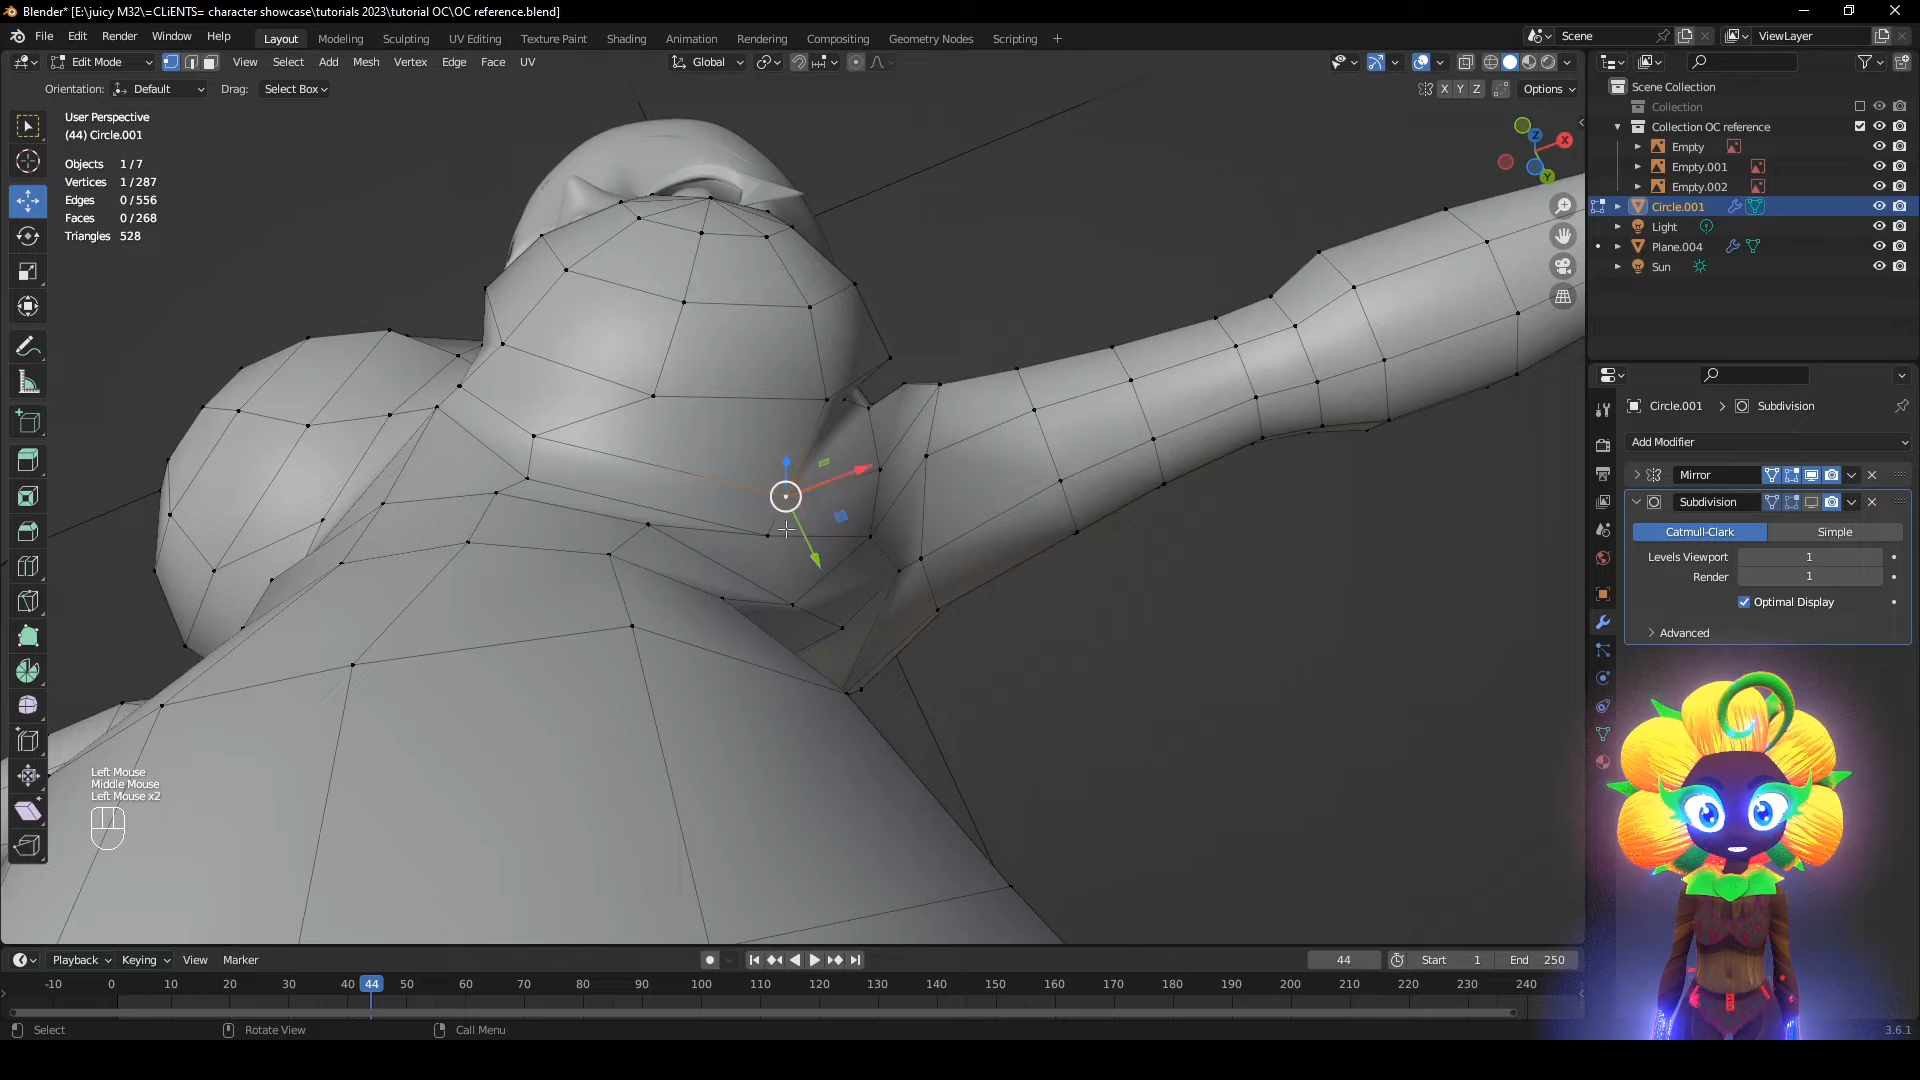 Blender* [E:\juicy M32\=CLiENTS= character showcase\tutorials 2023\tutorial OC\OC reference.blend]
File Edit Render Window Help Layout Modeling Sculpting UV Editing Texture Paint Shading Animation Rendering Compositing Geometry Nodes Scripting + Scene ViewLayer
Edit Mode View Select Add Mesh Vertex Edge Face UV Global
Orientation: Default Drag: Select Box X Y Z Options
User Perspective
(44) Circle.001
Objects 1/7
Vertices 1/287
Edges 0/556
Faces 0/268
Triangles 528
X
Z
Y
Scene Collection
Collection
Collection OC reference
Empty
Empty.001
Empty.002
Circle.001
Light
Plane.004
Sun
Circle.001 > Subdivision
Add Modifier
Mirror
Subdivision
Catmull-Clark Simple
Levels Viewport 1
Render 1
Optimal Display
Advanced
Left Mouse
Middle Mouse
Left Mouse x2
Playback Keying View Marker 44 Start 1 End 250
-10 0 10 20 30 40 44 50 60 70 80 90 100 110 120 130 140 150 160 170 180 190 200 210 220 230 240
Select Rotate View Call Menu 3.6.1